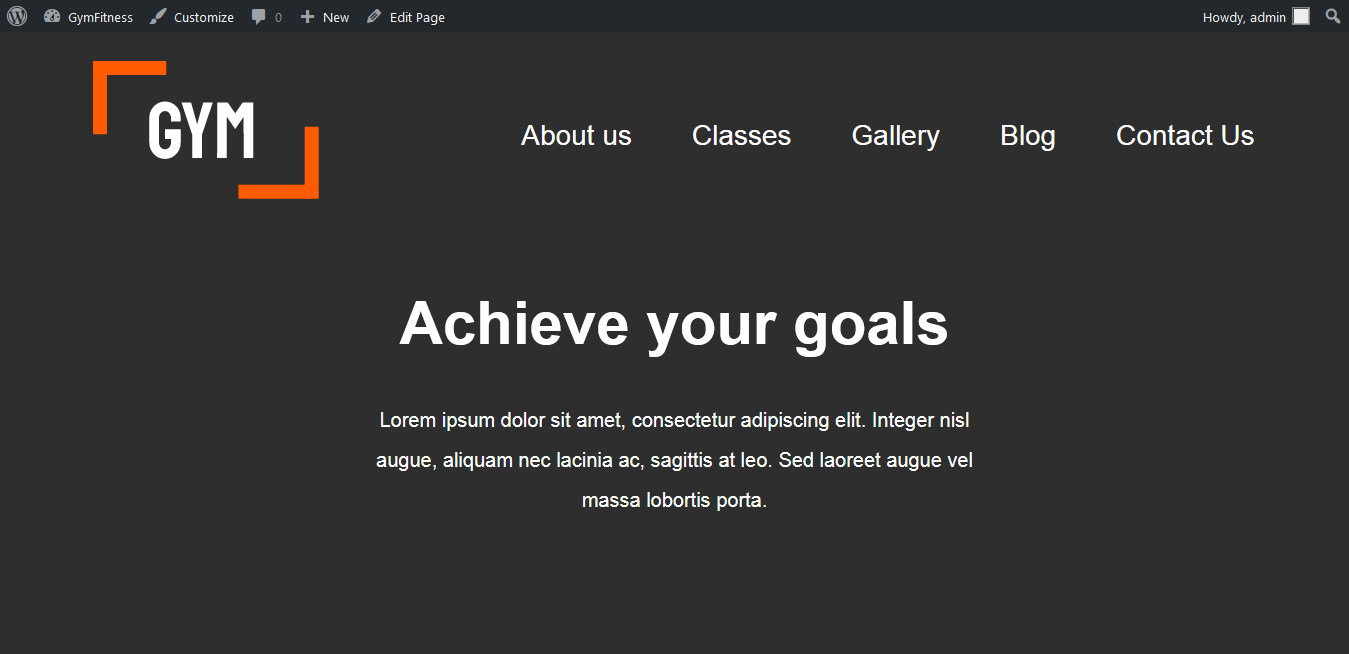 GymFitness Customize 0 New Edit Page Howdy, admin
GYM
About us Classes Gallery Blog Contact Us
Achieve your goals
Lorem ipsum dolor sit amet, consectetur adipiscing elit. Integer nisl
augue, aliquam nec lacinia ac, sagittis at leo. Sed laoreet augue vel
massa lobortis porta.